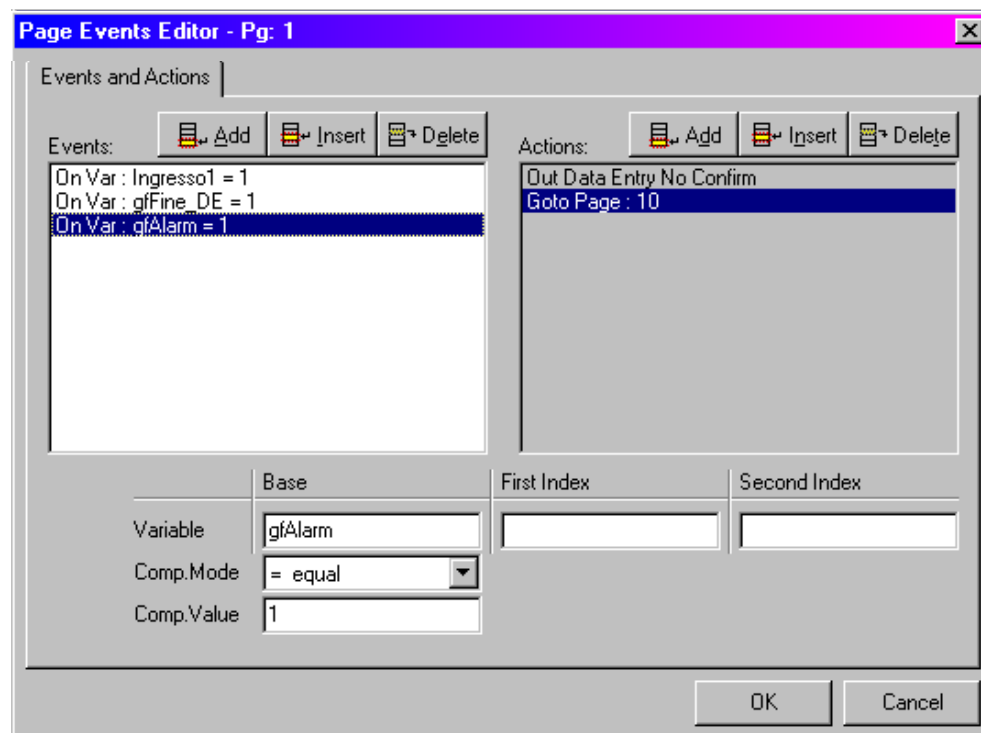 Page Events Editor - Pg: 1
Events and Actions
Events:
Add
Insert
Delete
Actions:
Add
Insert
Delete
On Var : Ingresso1 = 1
On Var : gfFine_DE = 1
On Var : gfAlarm = 1
Out Data Entry No Confirm
Goto Page : 10
Base
First Index
Second Index
Variable
gfAlarm
Comp.Mode
= equal
Comp.Value
1
OK
Cancel